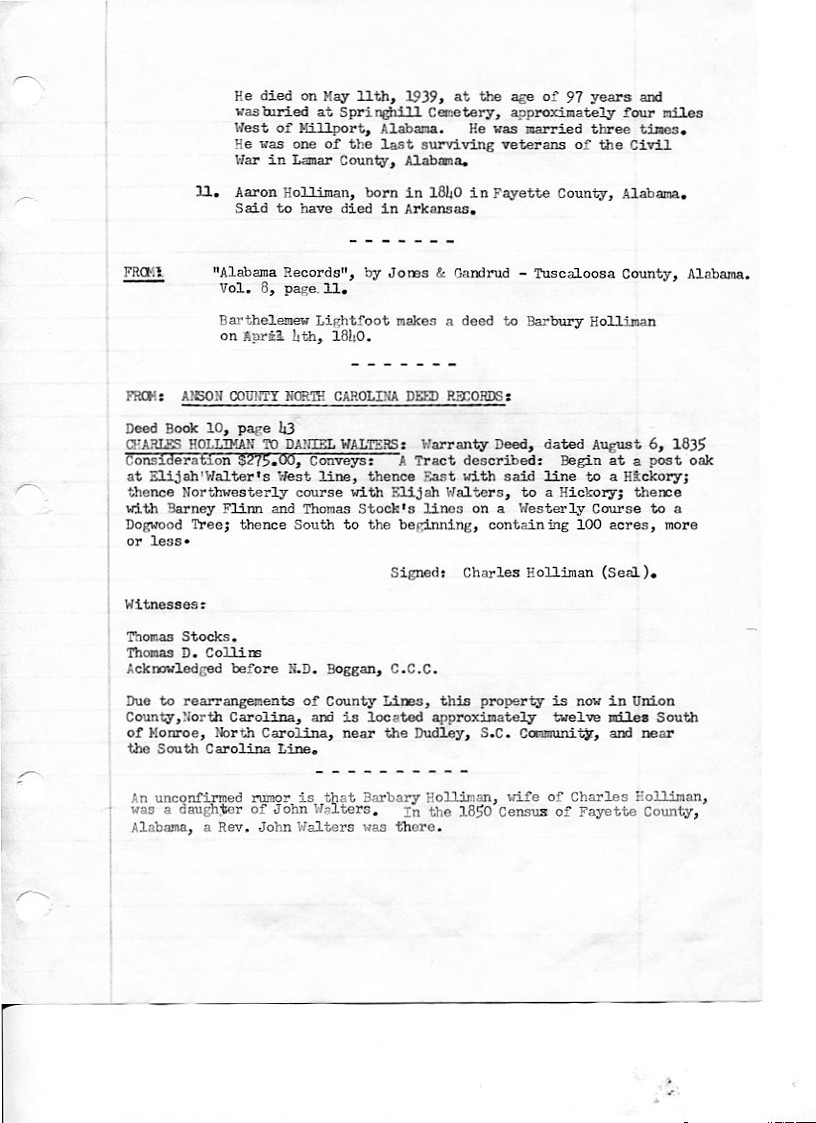 He died on May 11th, 1939, at the age of 97 years and
was buried at Springhill Cemetery, approximately four miles
West of Millport, Alabama. He was married three times.
He was one of the last surviving veterans of the Civil
War in Lamar County, Alabama.
11. Aaron Holliman, born in 1840 in Fayette County, Alabama.
Said to have died in Arkansas.
- - - - - - -
FROM: "Alabama Records", by Jones & Gandrud - Tuscaloosa County, Alabama.
Vol. 8, page 11.
Barthelemew Lightfoot makes a deed to Barbury Holliman
on April 4th, 1840.
- - - - - - -
FROM: ANSON COUNTY NORTH CAROLINA DEED RECORDS:
Deed Book 10, page 43
CHARLES HOLLIMAN TO DANIEL WALTERS: Warranty Deed, dated August 6, 1835
Consideration $275.00, Conveys: A Tract described: Begin at a post oak
at Elijah Walter's West line, thence East with said line to a Hickory;
thence Northwesterly course with Elijah Walters, to a Hickory; thence
with Barney Flinn and Thomas Stock's lines on a Westerly Course to a
Dogwood Tree; thence South to the beginning, containing 100 acres, more
or less.
Signed: Charles Holliman (Seal).
Witnesses:
Thomas Stocks.
Thomas D. Collins
Acknowledged before N.D. Boggan, C.C.C.
Due to rearrangements of County Lines, this property is now in Union
County,North Carolina, and is located approximately twelve miles South
of Monroe, North Carolina, near the Dudley, S.C. Community, and near
the South Carolina Line.
- - - - - - - - - -
An unconfirmed rumor is that Barbary Holliman, wife of Charles Holliman,
was a daughter of John Walters. In the 1850 Census of Fayette County,
Alabama, a Rev. John Walters was there.